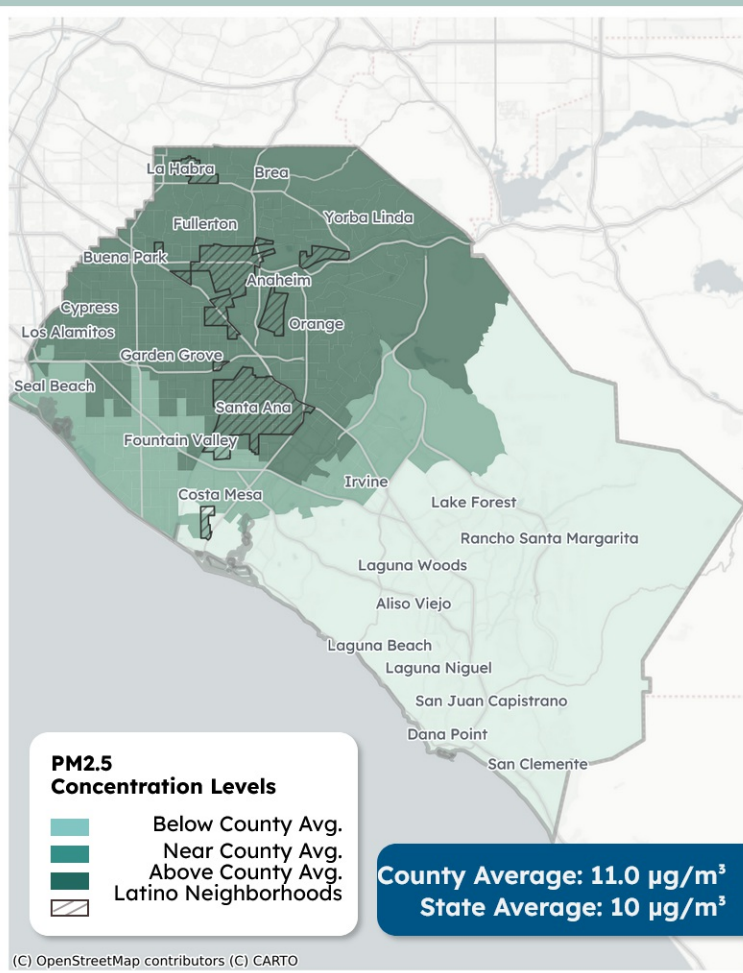 La Habra
Brea
Fullerton
Yorba Linda
Buena Park
Anaheim
Cypress
Orange
Los Alamitos
Garden Grove
Seal Beach
Santa Ana
Fountain Valley
Irvine
Costa Mesa
Lake Forest
Rancho Santa Margarita
Laguna Woods
Aliso Viejo
Laguna Beach
Laguna Niguel
San Juan Capistrano
Dana Point
San Clemente
PM2.5
Concentration Levels
Below County Avg.
Near County Avg.
Above County Avg.
Latino Neighborhoods
County Average: 11.0 µg/m³
State Average: 10 µg/m³
(C) OpenStreetMap contributors (C) CARTO